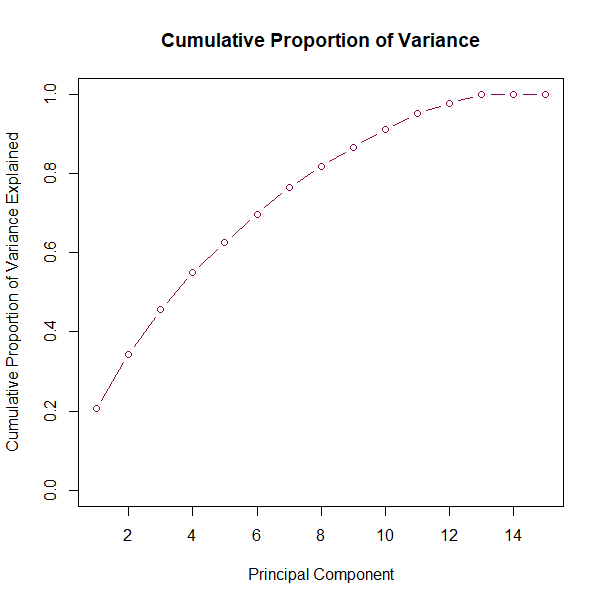 Cumulative Proportion of Variance
Cumulative Proportion of Variance Explained
1.0
0.8
0.6
0.4
0.2
0.0
2 4 6 8 10 12 14
Principal Component